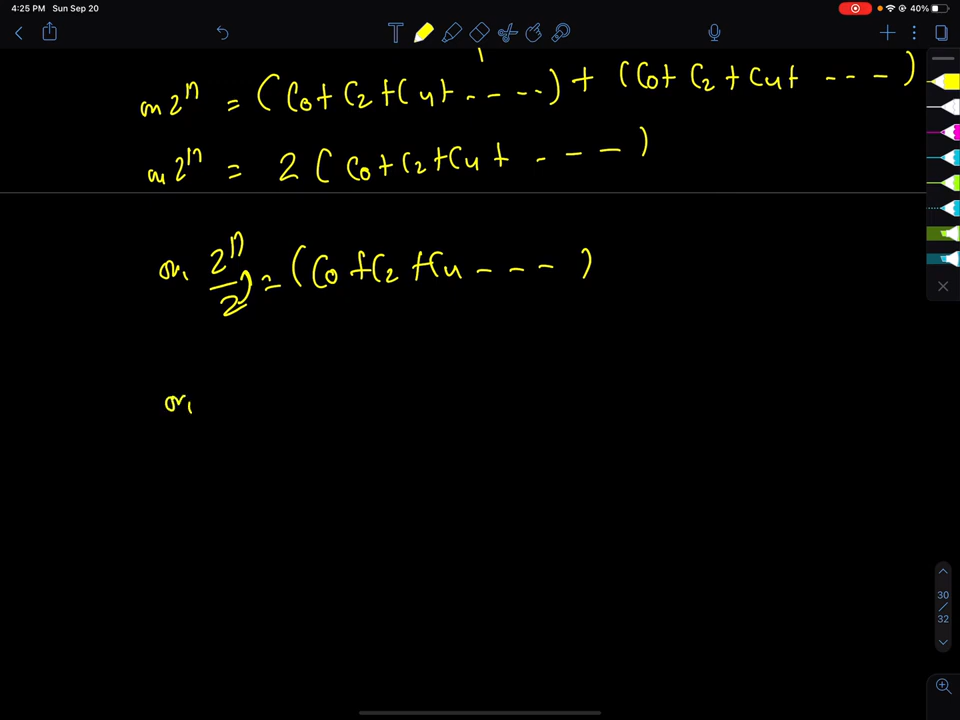 4:25 PM Sun Sep 20
40%
T
or, 2^n = (C0 + C2 + C4 + - - - -) + (C0 + C2 + C4 + - - - )
or, 2^n = 2 (C0 + C2 + C4 + - - - )
or, 2^n/2 = (C0 + C2 + C4 - - - )
or,
30
/
32